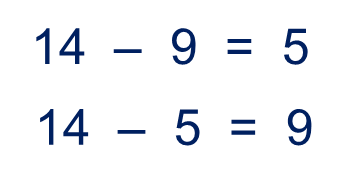 14 – 9 = 5
14 – 5 = 9